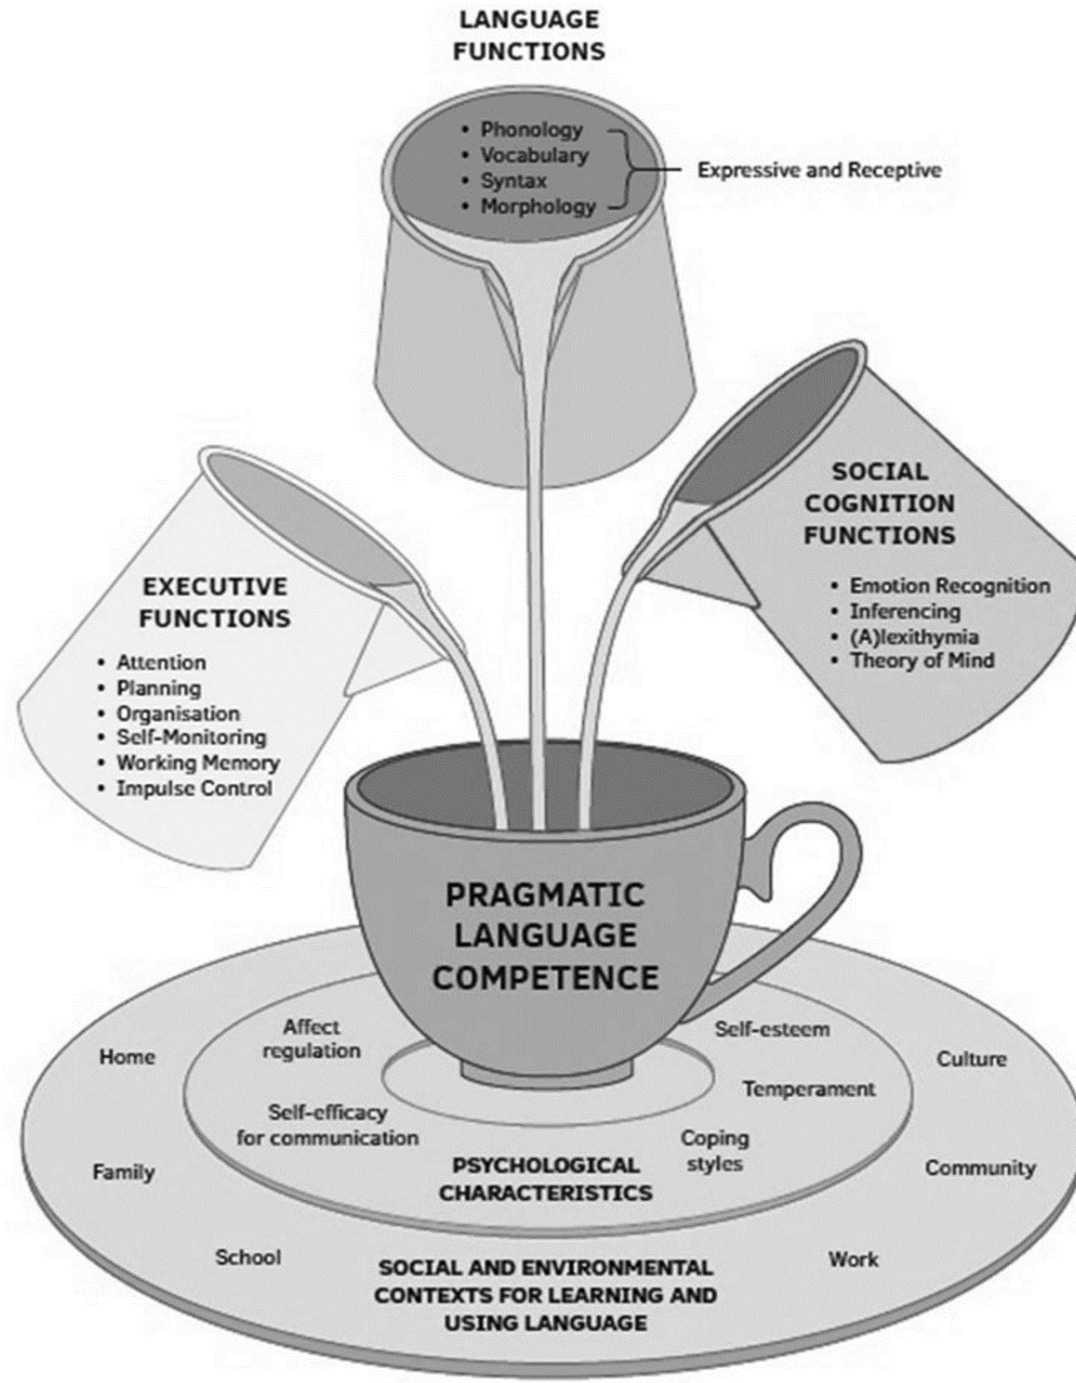 LANGUAGE
FUNCTIONS
• Phonology
• Vocabulary
• Syntax
• Morphology
Expressive and Receptive
SOCIAL
COGNITION
FUNCTIONS
• Emotion Recognition
• Inferencing
• (A)lexithymia
• Theory of Mind
EXECUTIVE
FUNCTIONS
• Attention
• Planning
• Organisation
• Self-Monitoring
• Working Memory
• Impulse Control
PRAGMATIC
LANGUAGE
COMPETENCE
Affect
regulation
Self-esteem
Self-efficacy
for communication
Temperament
Coping
styles
PSYCHOLOGICAL
CHARACTERISTICS
Home
Culture
Family
Community
School
Work
SOCIAL AND ENVIRONMENTAL
CONTEXTS FOR LEARNING AND
USING LANGUAGE